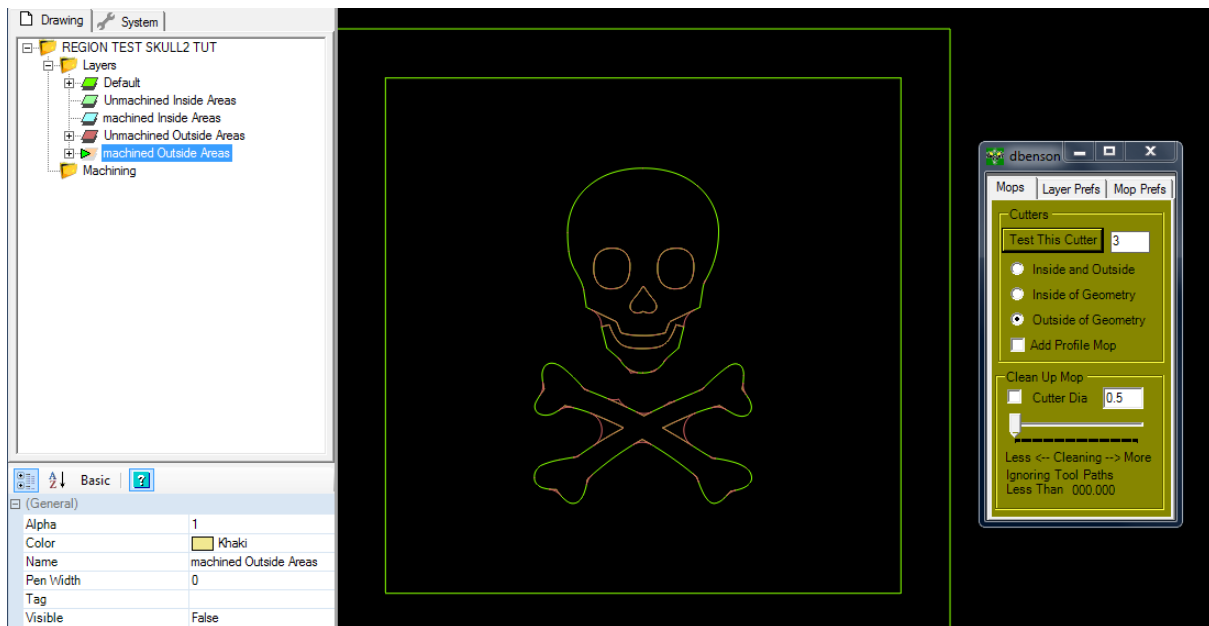 Drawing System
REGION TEST SKULL2 TUT
Layers
Default
Unmachined Inside Areas
machined Inside Areas
Unmachined Outside Areas
machined Outside Areas
Machining
Basic
(General)
Alpha 1
Color Khaki
Name machined Outside Areas
Pen Width 0
Tag
Visible False
dbenson
Mops Layer Prefs Mop Prefs
Cutters
Test This Cutter 3
Inside and Outside
Inside of Geometry
Outside of Geometry
Add Profile Mop
Clean Up Mop
Cutter Dia 0.5
Less <-- Cleaning --> More
Ignoring Tool Paths
Less Than 000.000